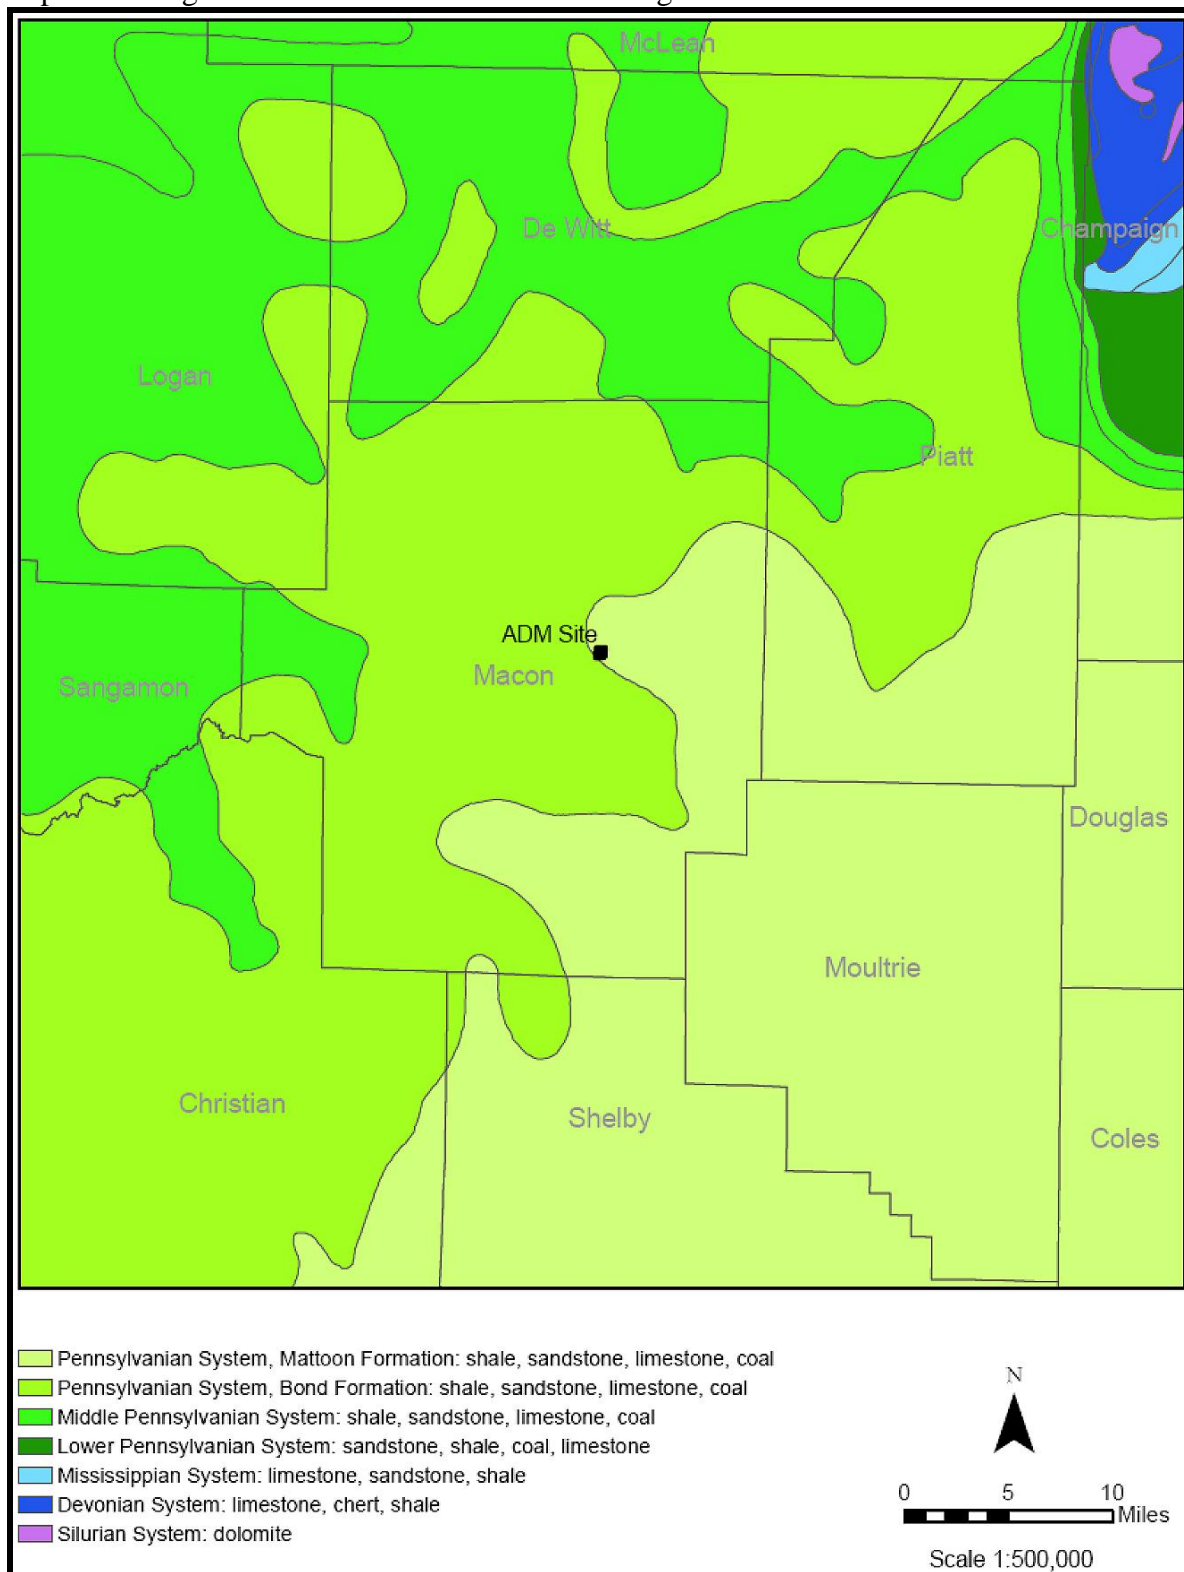 McLean
De Witt
Champaign
Logan
Piatt
ADM Site
Macon
Sangamon
Douglas
Moultrie
Christian
Shelby
Coles
Pennsylvanian System, Mattoon Formation: shale, sandstone, limestone, coal
Pennsylvanian System, Bond Formation: shale, sandstone, limestone, coal
Middle Pennsylvanian System: shale, sandstone, limestone, coal
Lower Pennsylvanian System: sandstone, shale, coal, limestone
Mississippian System: limestone, sandstone, shale
Devonian System: limestone, chert, shale
Silurian System: dolomite
N
0 5 10
Miles
Scale 1:500,000